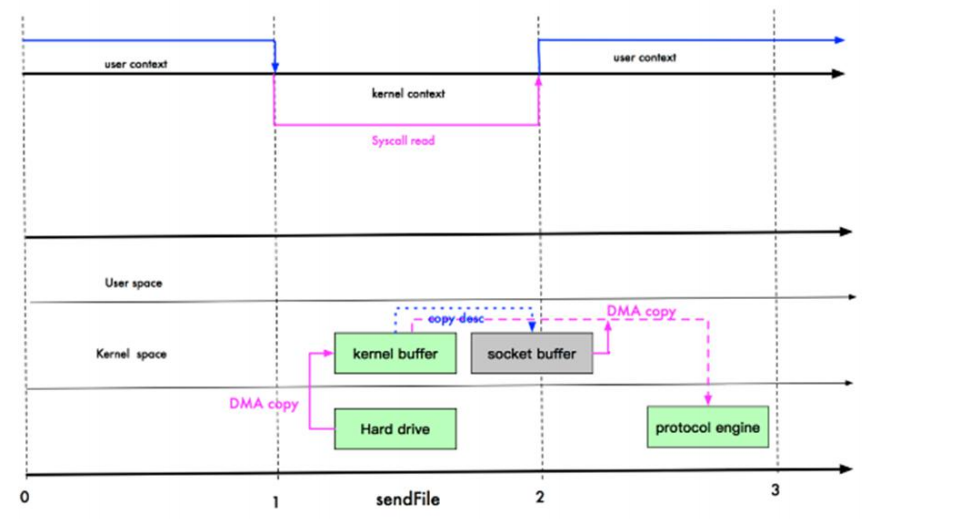 user context
user context
kernel context
Syscall read
User space
copy desc
DMA copy
Kernel space
kernel buffer
socket buffer
DMA copy
Hard drive
protocol engine
0
1
sendFile
2
3